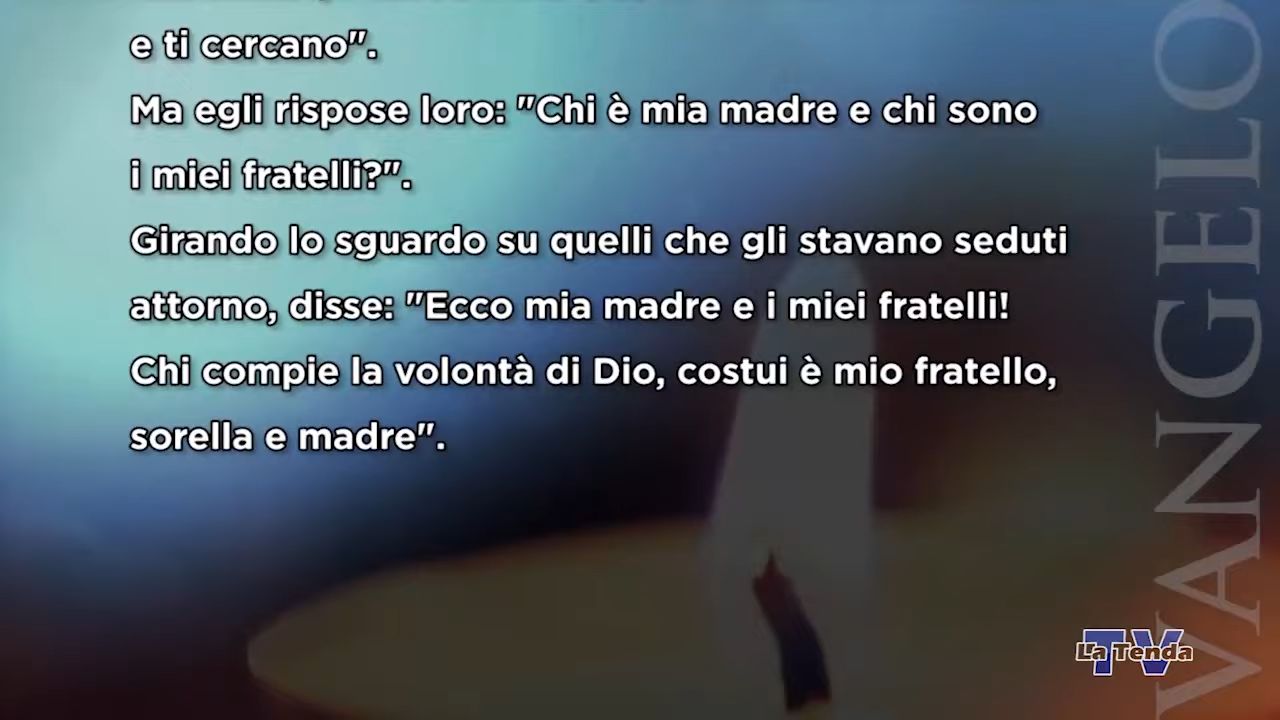 e ti cercano".
Ma egli rispose loro: "Chi è mia madre e chi sono
i miei fratelli?".
Girando lo sguardo su quelli che gli stavano seduti
attorno, disse: "Ecco mia madre e i miei fratelli!
Chi compie la volontà di Dio, costui è mio fratello,
sorella e madre".
VANGELO
TV
La Tenda